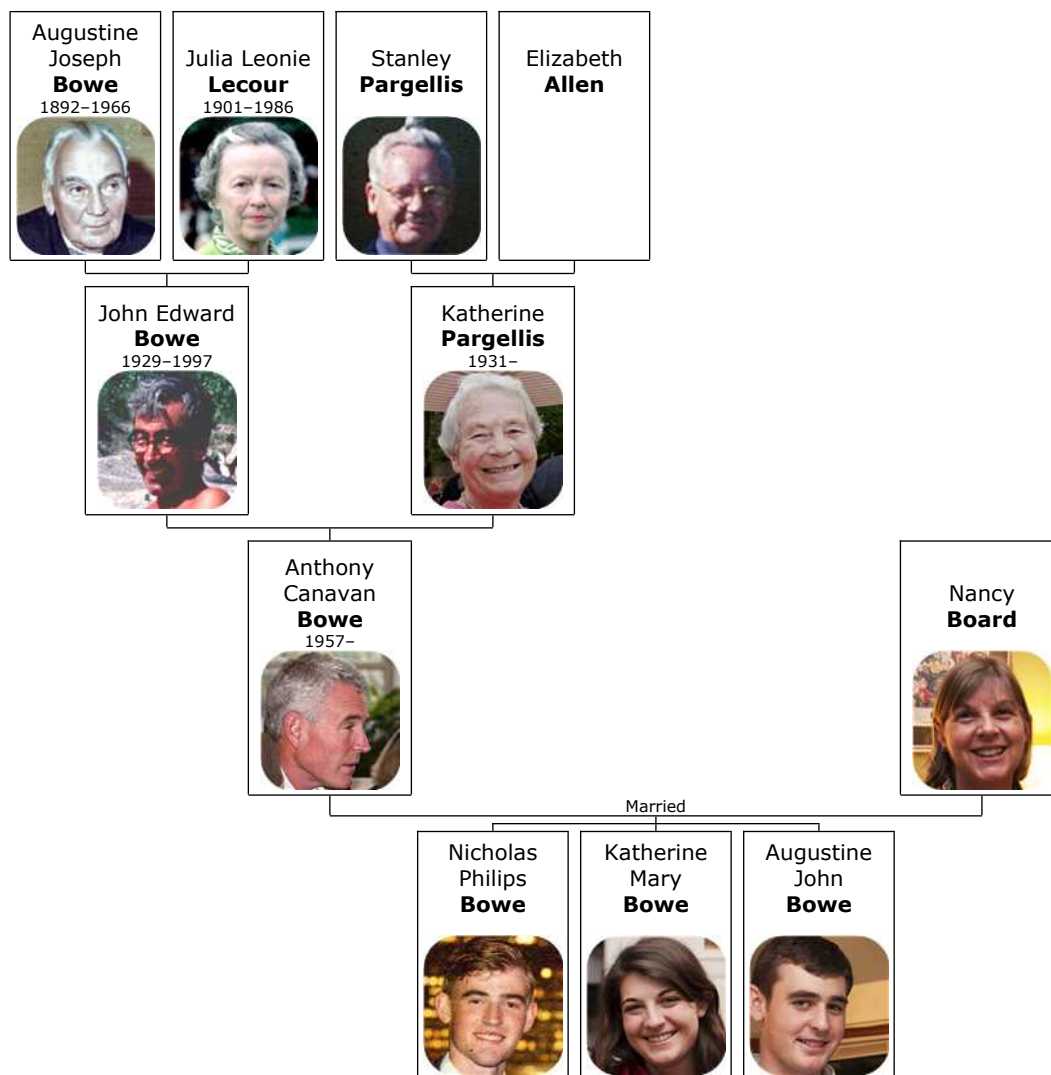 Augustine
Joseph
Bowe
1892–1966
Julia Leonie
Lecour
1901–1986
Stanley
Pargellis
Elizabeth
Allen
John Edward
Bowe
1929–1997
Katherine
Pargellis
1931–
Anthony
Canavan
Bowe
1957–
Nancy
Board
Married
Nicholas
Philips
Bowe
Katherine
Mary
Bowe
Augustine
John
Bowe